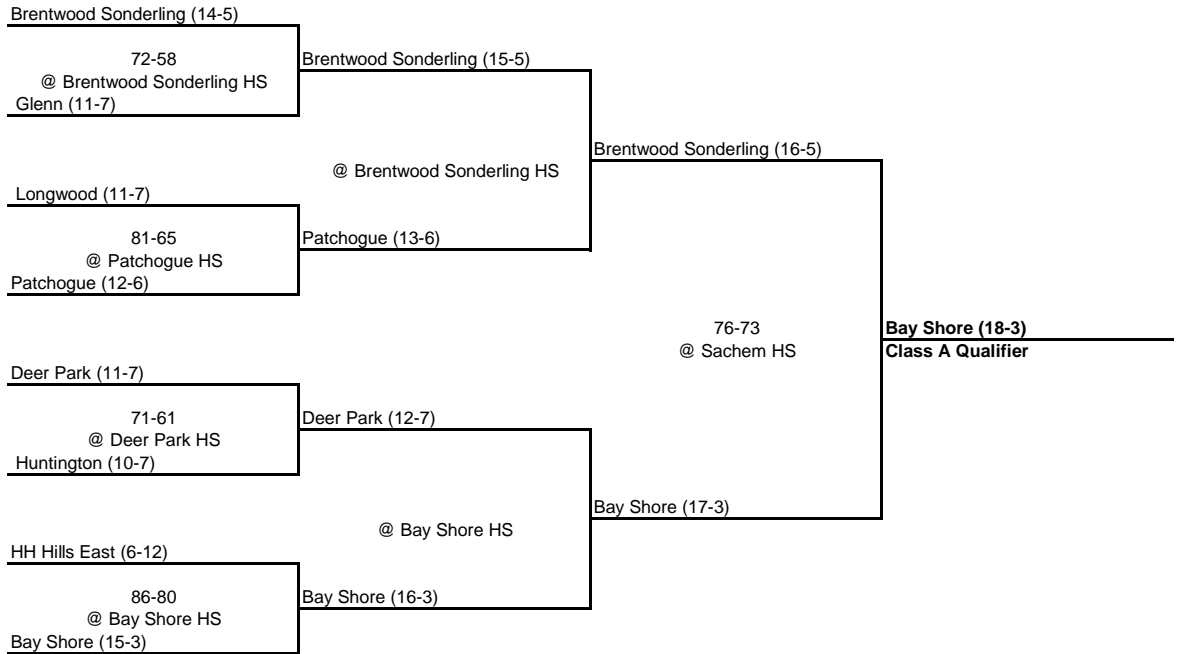 Brentwood Sonderling (14-5)
72-58
@ Brentwood Sonderling HS
Glenn (11-7)
Brentwood Sonderling (15-5)
@ Brentwood Sonderling HS
Brentwood Sonderling (16-5)
Longwood (11-7)
81-65
@ Patchogue HS
Patchogue (12-6)
Patchogue (13-6)
76-73
@ Sachem HS
Bay Shore (18-3)
Class A Qualifier
Deer Park (11-7)
71-61
@ Deer Park HS
Huntington (10-7)
Deer Park (12-7)
@ Bay Shore HS
Bay Shore (17-3)
HH Hills East (6-12)
86-80
@ Bay Shore HS
Bay Shore (15-3)
Bay Shore (16-3)